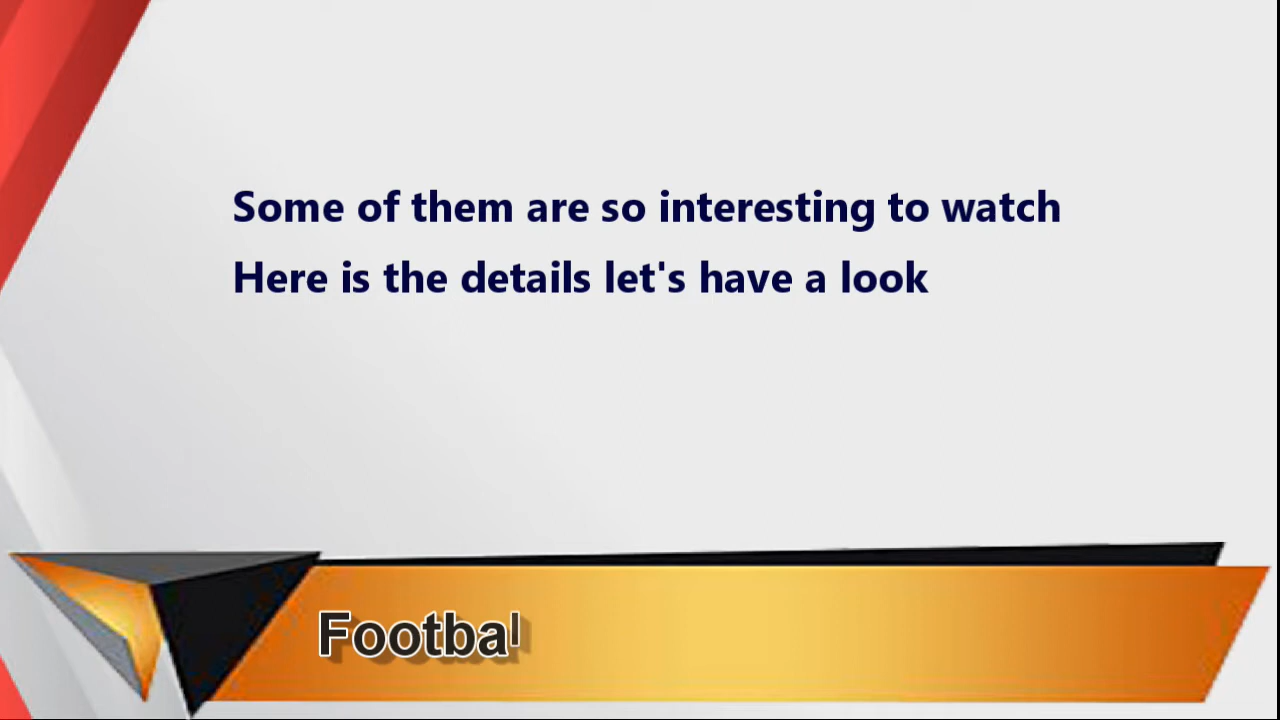 Some of them are so interesting to watch
Here is the details let's have a look
Footbal